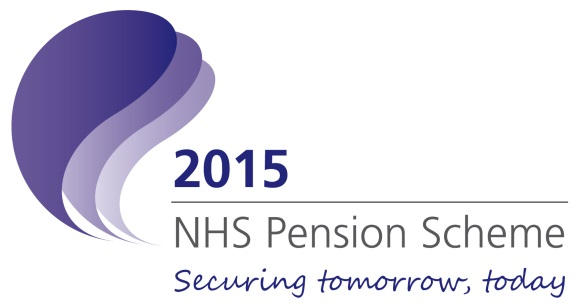 2015
NHS Pension Scheme
Securing tomorrow, today